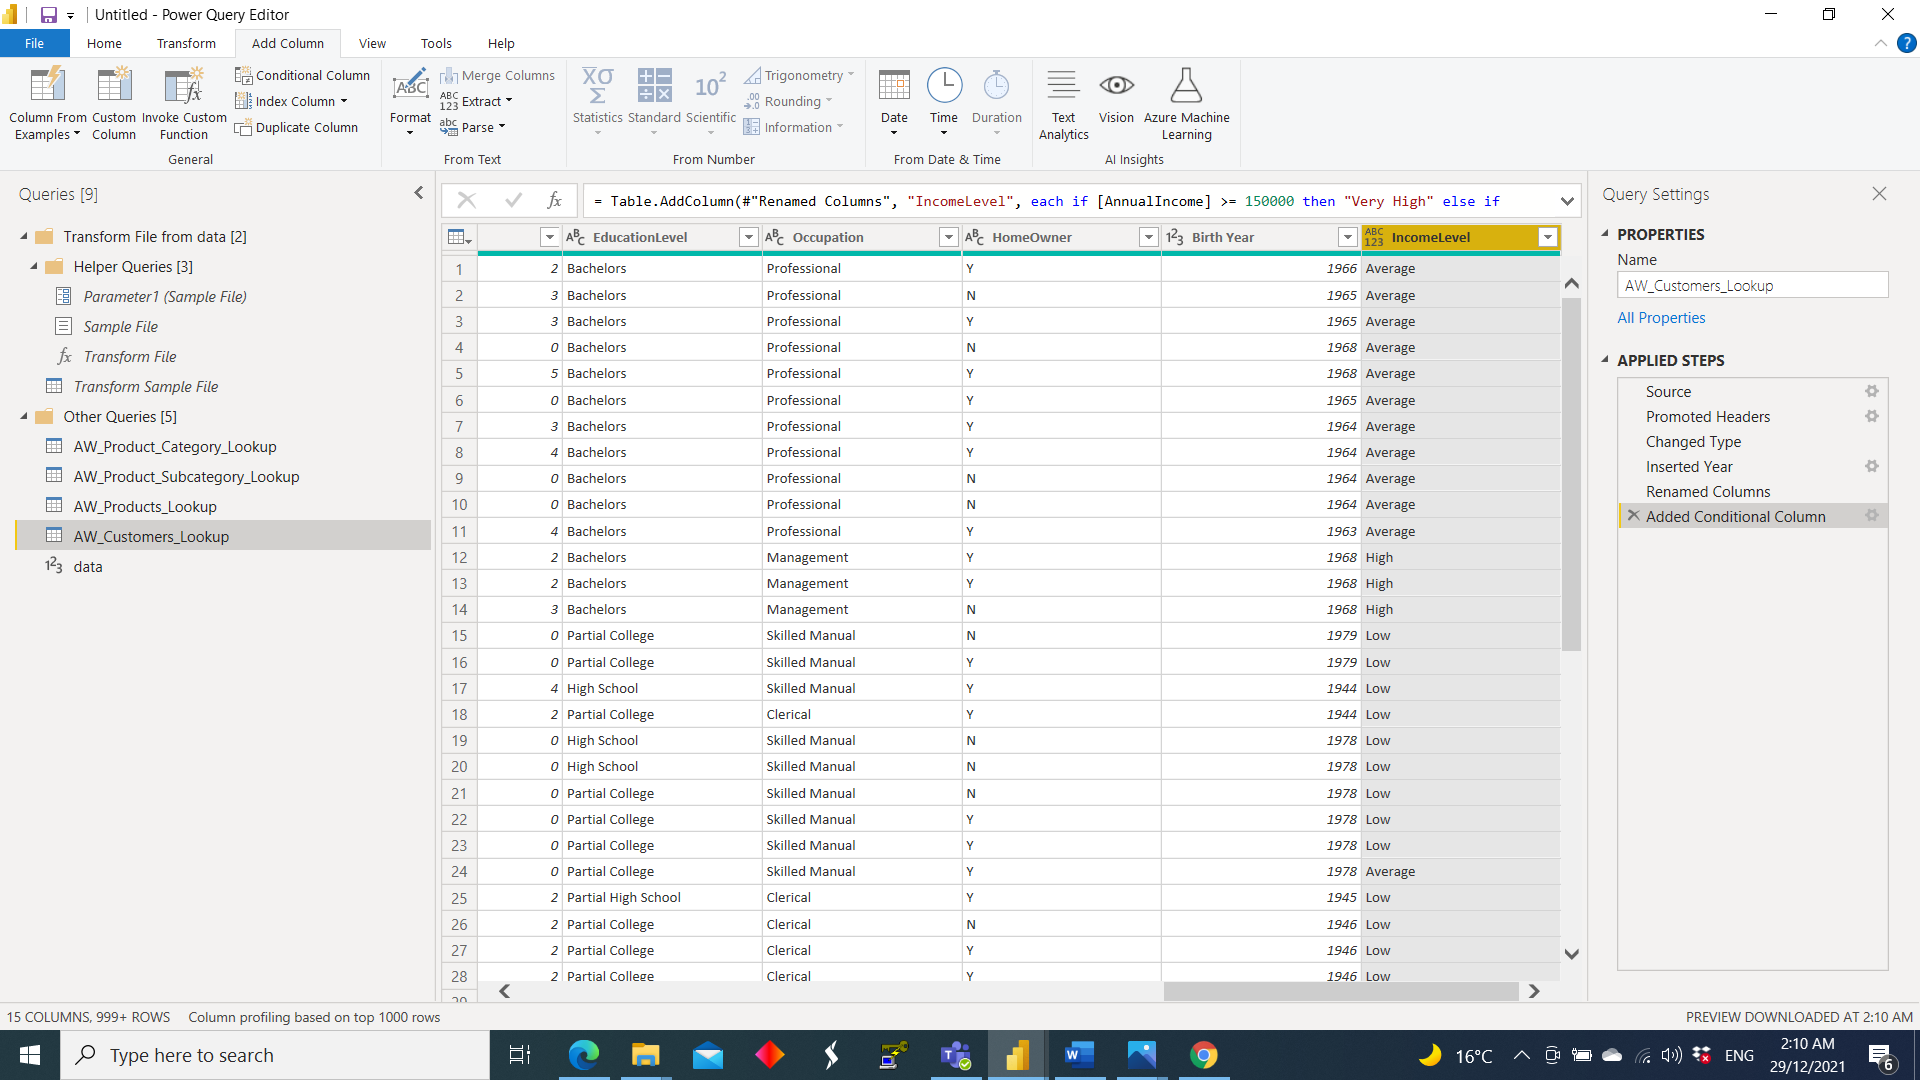 Untitled - Power Query Editor
File Home Transform Add Column View Tools Help
Column From Examples
Custom Column
Invoke Custom Function
Conditional Column
Index Column
Duplicate Column
General
Format
Merge Columns
Extract
Parse
From Text
Statistics
Standard
Scientific
Trigonometry
Rounding
Information
From Number
Date
Time
Duration
From Date & Time
Text Analytics
Vision
Azure Machine Learning
AI Insights
Queries [9]
Transform File from data [2]
Helper Queries [3]
Parameter1 (Sample File)
Sample File
Transform File
Transform Sample File
Other Queries [5]
AW_Product_Category_Lookup
AW_Product_Subcategory_Lookup
AW_Products_Lookup
AW_Customers_Lookup
data
= Table.AddColumn(#"Renamed Columns", "IncomeLevel", each if [AnnualIncome] >= 150000 then "Very High" else if
EducationLevel Occupation HomeOwner Birth Year IncomeLevel
1 2 Bachelors Professional Y 1966 Average
2 3 Bachelors Professional N 1965 Average
3 3 Bachelors Professional Y 1965 Average
4 0 Bachelors Professional N 1968 Average
5 5 Bachelors Professional Y 1968 Average
6 0 Bachelors Professional Y 1965 Average
7 3 Bachelors Professional Y 1964 Average
8 4 Bachelors Professional Y 1964 Average
9 0 Bachelors Professional N 1964 Average
10 0 Bachelors Professional N 1964 Average
11 4 Bachelors Professional Y 1963 Average
12 2 Bachelors Management Y 1968 High
13 2 Bachelors Management Y 1968 High
14 3 Bachelors Management N 1968 High
15 0 Partial College Skilled Manual N 1979 Low
16 0 Partial College Skilled Manual Y 1979 Low
17 4 High School Skilled Manual Y 1944 Low
18 2 Partial College Clerical Y 1944 Low
19 0 High School Skilled Manual N 1978 Low
20 0 High School Skilled Manual N 1978 Low
21 0 Partial College Skilled Manual N 1978 Low
22 0 Partial College Skilled Manual Y 1978 Low
23 0 Partial College Skilled Manual Y 1978 Low
24 0 Partial College Skilled Manual Y 1978 Average
25 2 Partial High School Clerical Y 1945 Low
26 2 Partial College Clerical N 1946 Low
27 2 Partial College Clerical Y 1946 Low
28 2 Partial College Clerical Y 1946 Low
Query Settings
PROPERTIES
Name
AW_Customers_Lookup
All Properties
APPLIED STEPS
Source
Promoted Headers
Changed Type
Inserted Year
Renamed Columns
Added Conditional Column
15 COLUMNS, 999+ ROWS Column profiling based on top 1000 rows
PREVIEW DOWNLOADED AT 2:10 AM
Type here to search
16°C
ENG
2:10 AM
29/12/2021
6